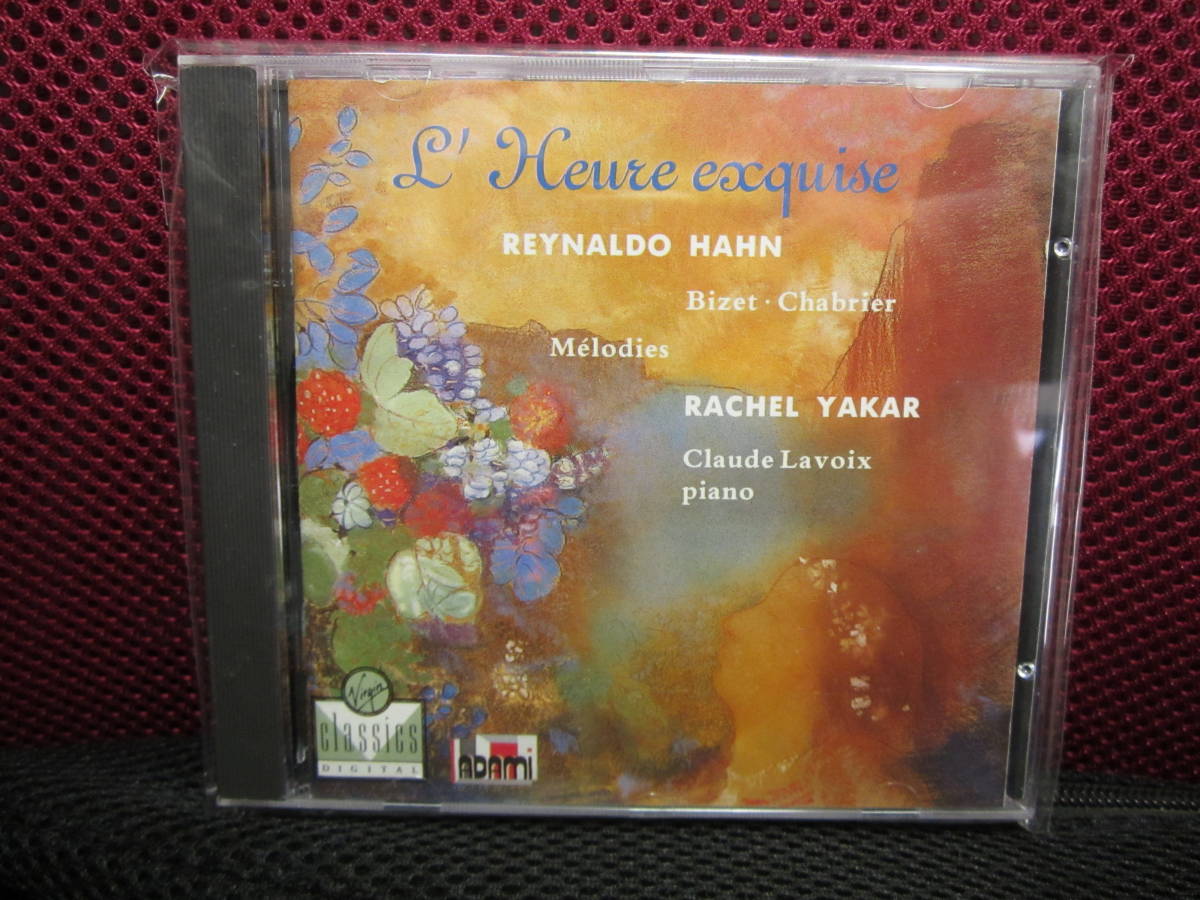 L' Heure exquise
REYNALDO HAHN
Bizet · Chabrier
Mélodies
RACHEL YAKAR
Claude Lavoix
piano
Virgin
classics
DIGITAL
ADAMi